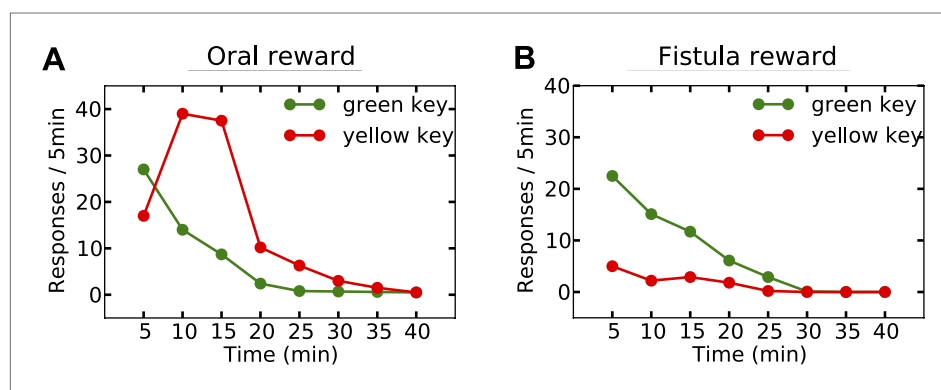 A
Oral reward
green key
yellow key
Responses / 5min
40
30
20
10
0
5 10 15 20 25 30 35 40
Time (min)
B
Fistula reward
green key
yellow key
Responses / 5min
40
30
20
10
0
5 10 15 20 25 30 35 40
Time (min)